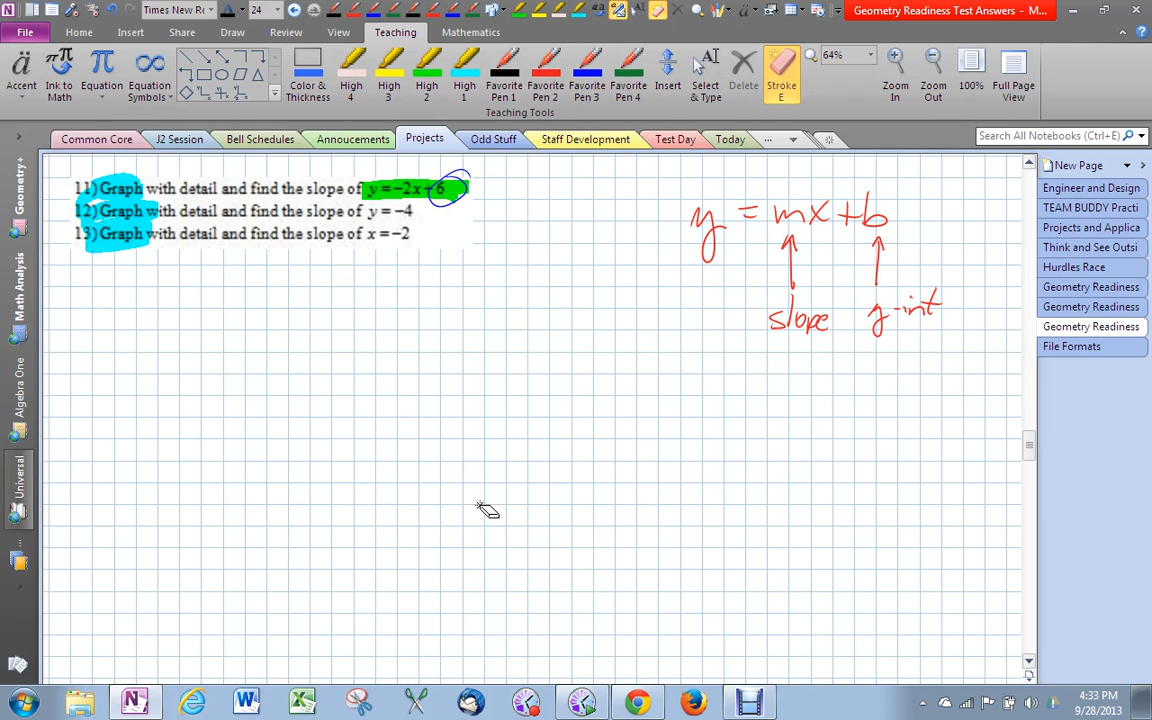 Times New Ro
24
Geometry Readiness Test Answers - M...
File
Home
Insert
Share
Draw
Review
View
Teaching
Mathematics
Accent
Ink to Math
Equation
Equation Symbols
Color & Thickness
High 4
High 3
High 2
High 1
Favorite Pen 1
Favorite Pen 2
Favorite Pen 3
Favorite Pen 4
Insert
Select & Type
Delete
Stroke E
64%
Zoom In
Zoom Out
100%
Full Page View
Teaching Tools
Common Core
J2 Session
Bell Schedules
Annoucements
Projects
Odd Stuff
Staff Development
Test Day
Today
...
Search All Notebooks (Ctrl+E)
Geometry+
Math Analysis
Algebra One
Universal
11) Graph with detail and find the slope of y = −2x + 6
12) Graph with detail and find the slope of y = −4
13) Graph with detail and find the slope of x = −2
y = mx + b
slope y-int
New Page
Engineer and Design
TEAM BUDDY Practi
Projects and Applica
Think and See Outsi
Hurdles Race
Geometry Readiness
Geometry Readiness
Geometry Readiness
File Formats
4:33 PM
9/28/2013